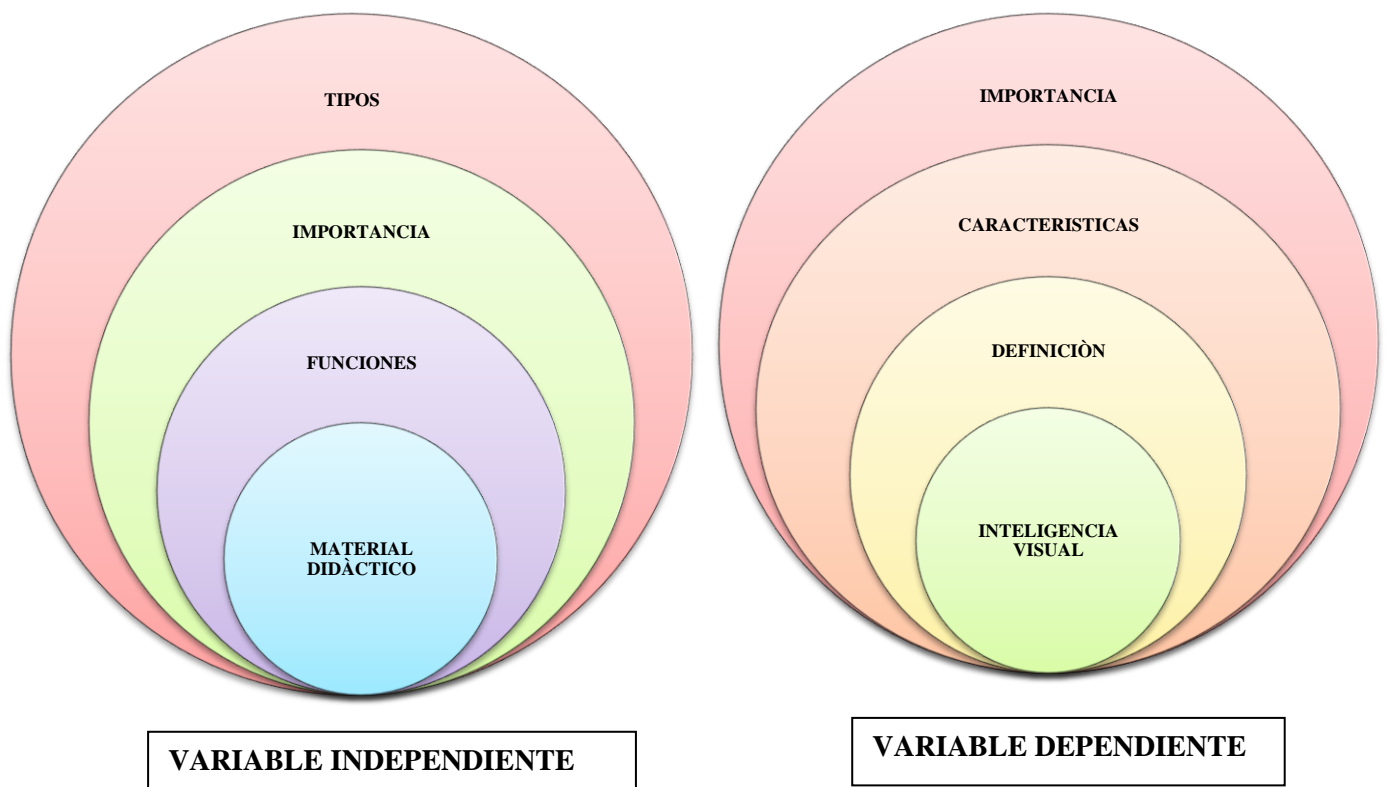 TIPOS
IMPORTANCIA
FUNCIONES
MATERIAL
DIDÀCTICO
VARIABLE INDEPENDIENTE
IMPORTANCIA
CARACTERISTICAS
DEFINICIÒN
INTELIGENCIA
VISUAL
VARIABLE DEPENDIENTE